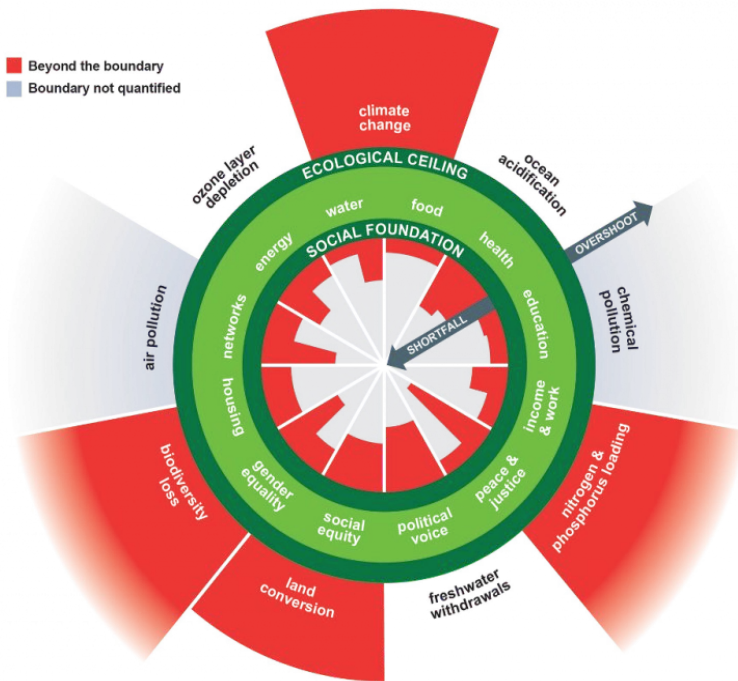 Beyond the boundary
Boundary not quantified
climate
change
ECOLOGICAL CEILING
ozone layer
depletion
ocean
acidification
OVERSHOOT
water
food
energy
health
SOCIAL FOUNDATION
SHORTFALL
networks
education
air pollution
chemical
pollution
housing
income
& work
gender
equality
peace &
justice
social
equity
political
voice
biodiversity
loss
nitrogen &
phosphorus loading
land
conversion
freshwater
withdrawals